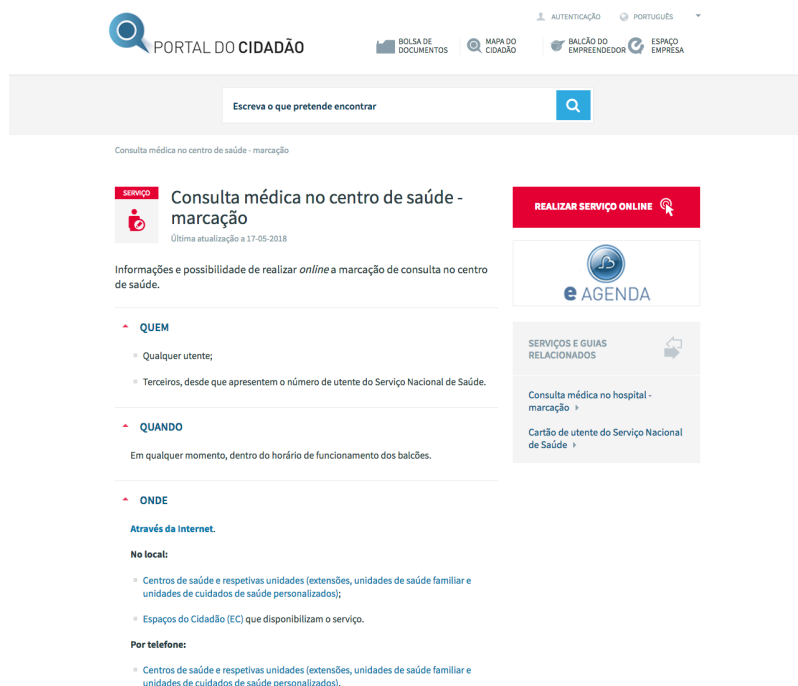 AUTENTICAÇÃO
PORTUGUÊS
PORTAL DO CIDADÃO
BOLSA DE
DOCUMENTOS
MAPA DO
CIDADÃO
BALCÃO DO
EMPREENDEDOR
ESPAÇO
EMPRESA
Escreva o que pretende encontrar
Consulta médica no centro de saúde - marcação
SERVIÇO
Consulta médica no centro de saúde -
marcação
Última atualização a 17-05-2018
Informações e possibilidade de realizar online a marcação de consulta no centro
de saúde.
QUEM
Qualquer utente;
Terceiros, desde que apresentem o número de utente do Serviço Nacional de Saúde.
QUANDO
Em qualquer momento, dentro do horário de funcionamento dos balcões.
ONDE
Através da Internet.
No local:
Centros de saúde e respetivas unidades (extensões, unidades de saúde familiar e
unidades de cuidados de saúde personalizados);
Espaços do Cidadão (EC) que disponibilizam o serviço.
Por telefone:
Centros de saúde e respetivas unidades (extensões, unidades de saúde familiar e
unidades de cuidados de saúde personalizados).
REALIZAR SERVIÇO ONLINE
e AGENDA
SERVIÇOS E GUIAS
RELACIONADOS
Consulta médica no hospital -
marcação
Cartão de utente do Serviço Nacional
de Saúde